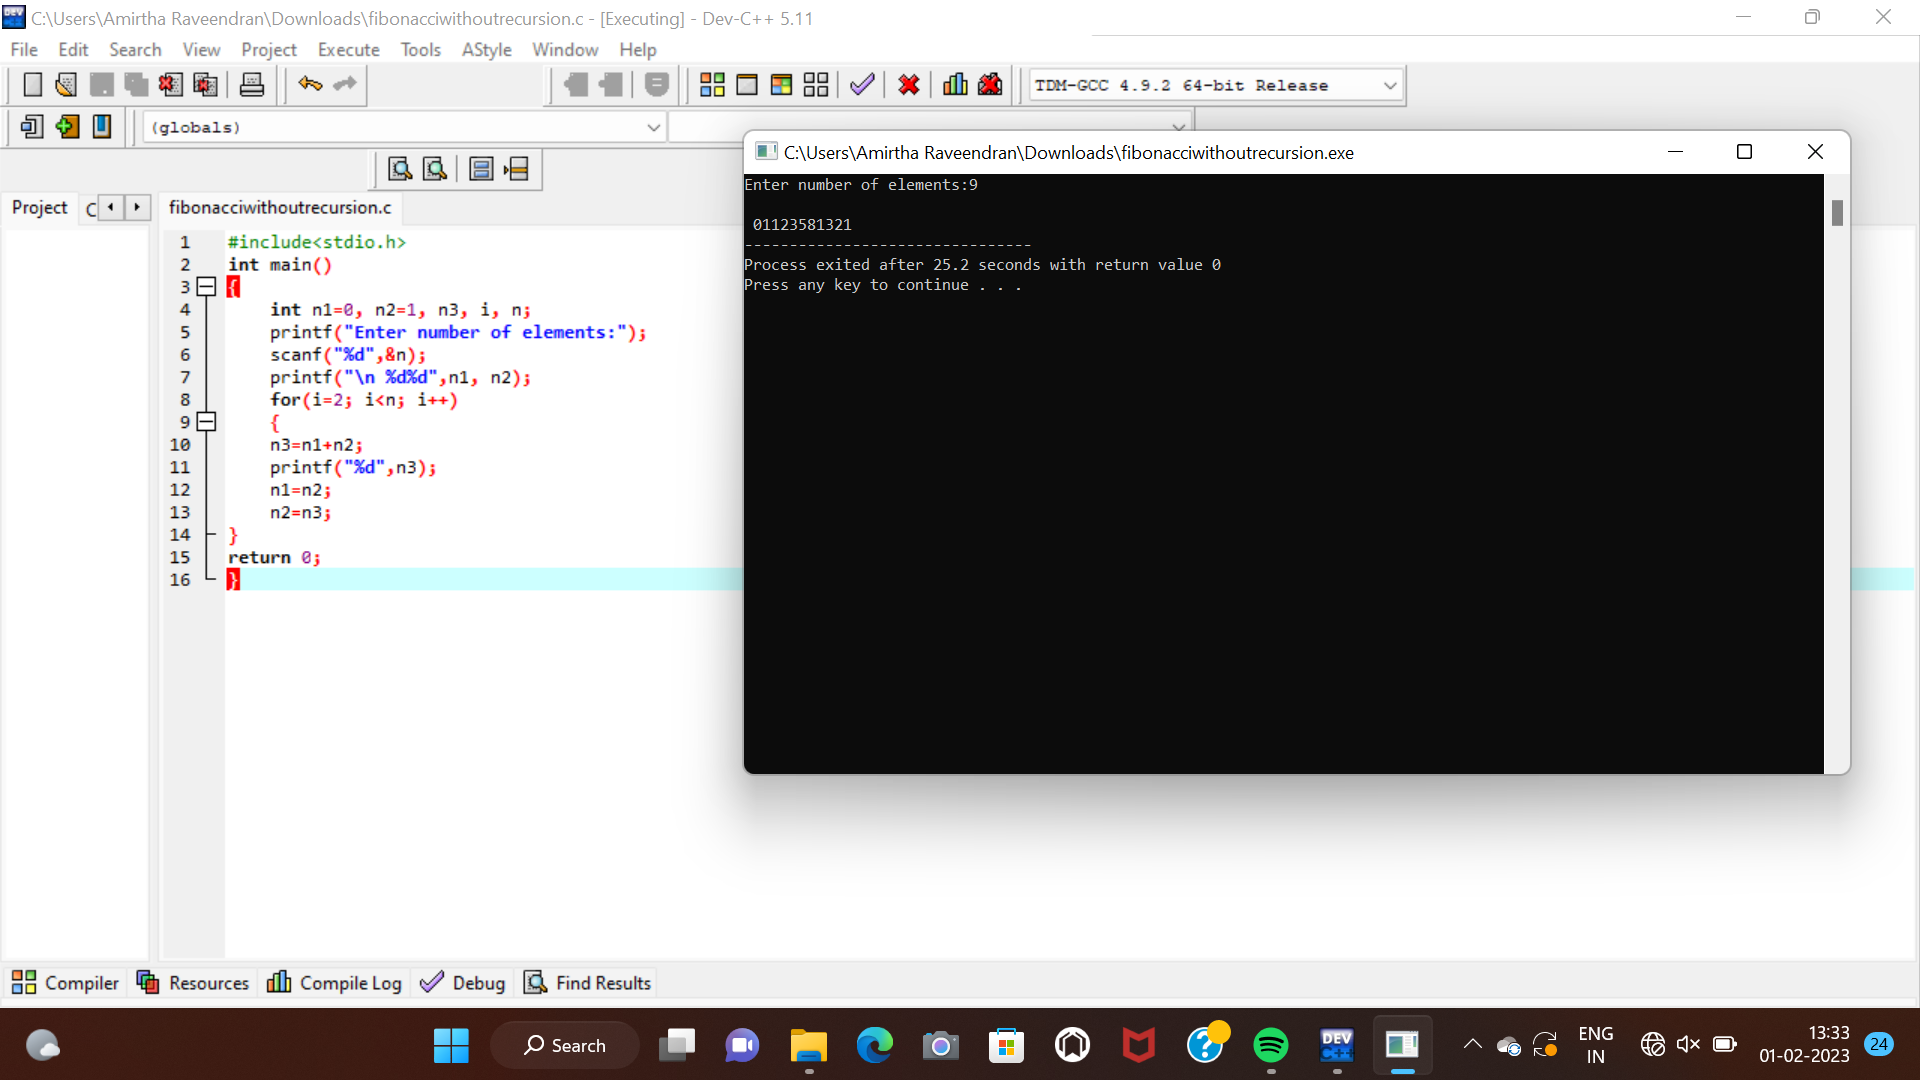 C:\Users\Amirtha Raveendran\Downloads\fibonacciwithoutrecursion.c - [Executing] - Dev-C++ 5.11
File Edit Search View Project Execute Tools AStyle Window Help
TDM-GCC 4.9.2 64-bit Release
(globals)
Project C
fibonacciwithoutrecursion.c
1 #include<stdio.h>
2 int main()
3 {
4 int n1=0, n2=1, n3, i, n;
5 printf("Enter number of elements:");
6 scanf("%d",&n);
7 printf("\n %d%d",n1, n2);
8 for(i=2; i<n; i++)
9 {
10 n3=n1+n2;
11 printf("%d",n3);
12 n1=n2;
13 n2=n3;
14 }
15 return 0;
16 }
C:\Users\Amirtha Raveendran\Downloads\fibonacciwithoutrecursion.exe
Enter number of elements:9
01123581321
--------------------------------
Process exited after 25.2 seconds with return value 0
Press any key to continue . . .
Compiler Resources Compile Log Debug Find Results
Search
DEV
C++
ENG
IN
13:33
01-02-2023
24